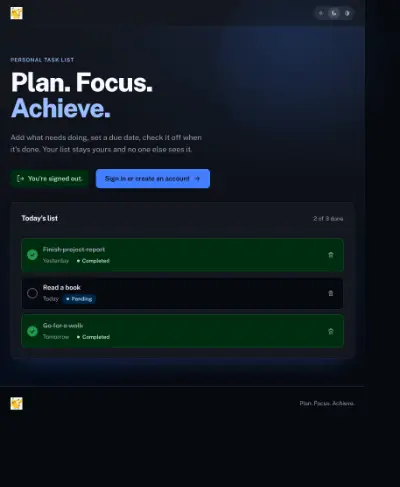 PERSONAL TASK LIST
Plan. Focus.
Achieve.
Add what needs doing, set a due date, check it off when
it's done. Your list stays yours and no one else sees it.
You're signed out.
Sign in or create an account →
Today's list
2 of 3 done
Finish project report
Yesterday
Completed
Read a book
Today
Pending
Go for a walk
Tomorrow
Completed
Plan. Focus. Achieve.